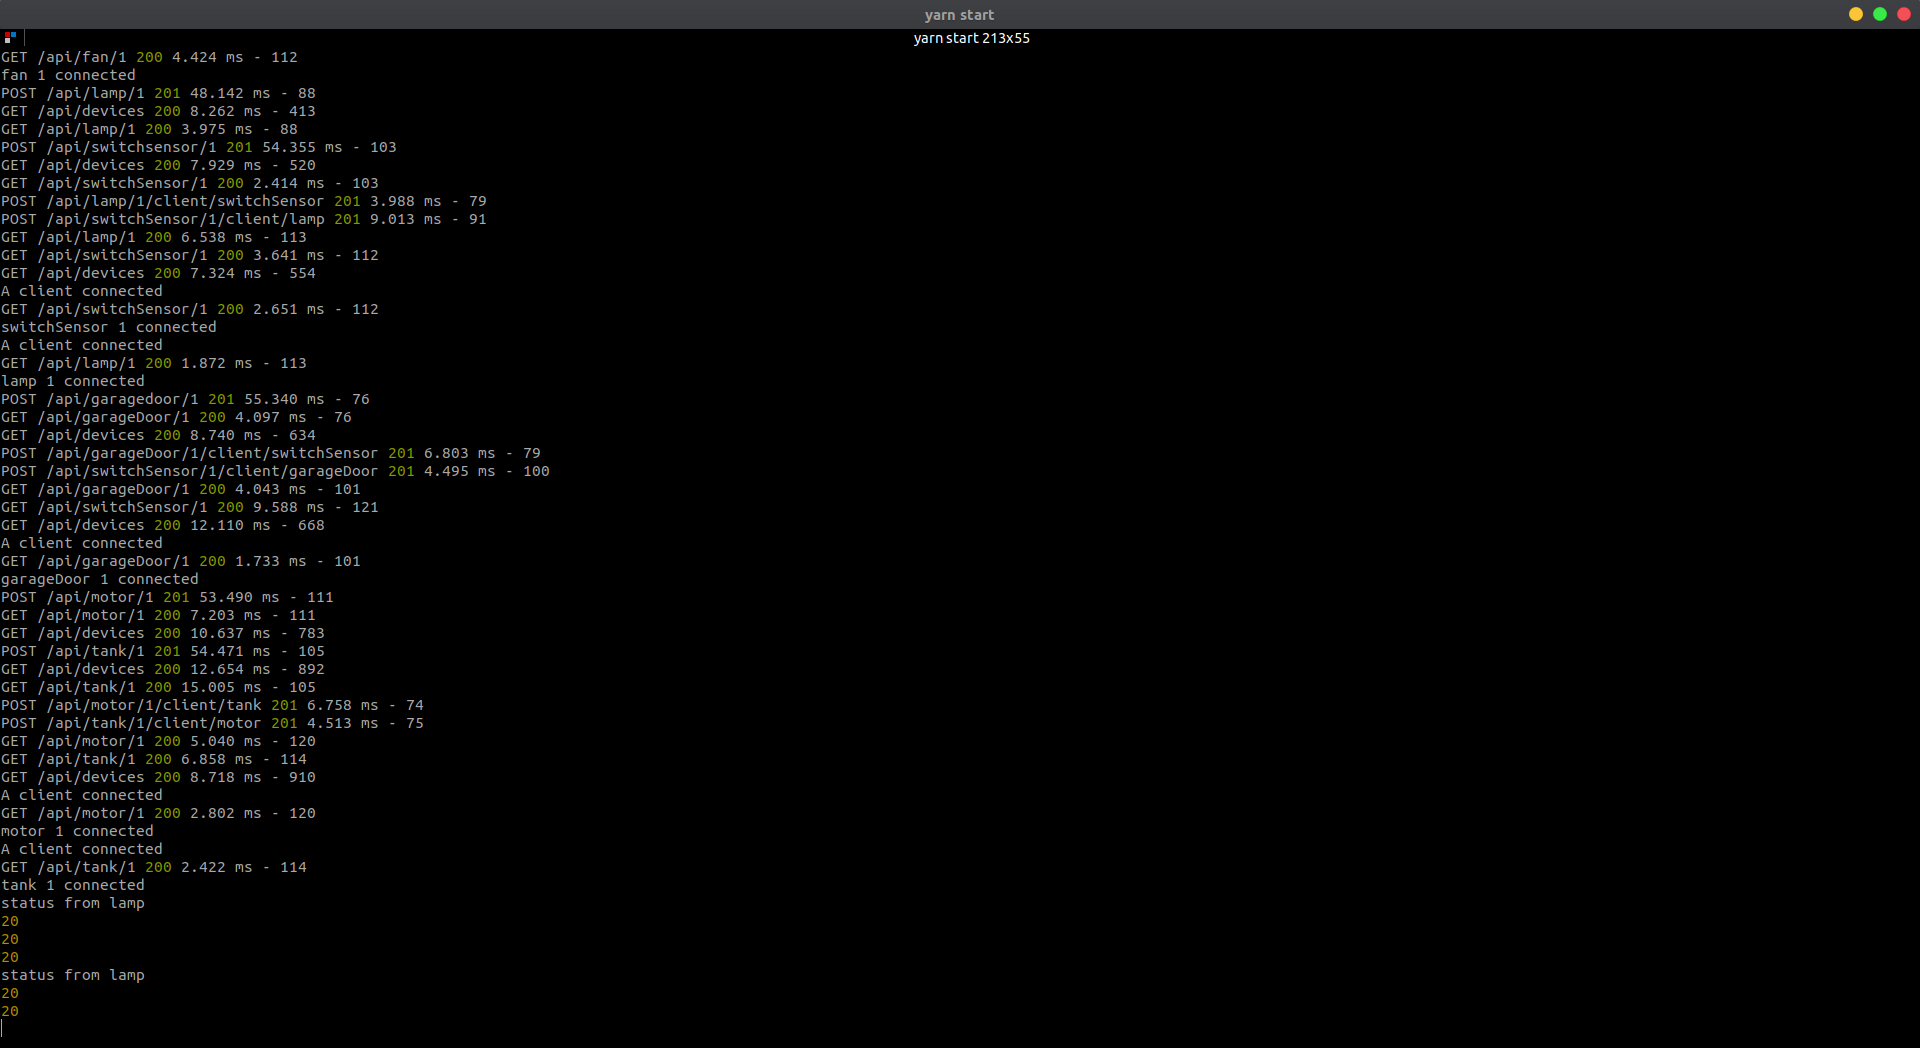 yarn start
yarn start 213x55
GET /api/fan/1 200 4.424 ms - 112
fan 1 connected
POST /api/lamp/1 201 48.142 ms - 88
GET /api/devices 200 8.262 ms - 413
GET /api/lamp/1 200 3.975 ms - 88
POST /api/switchsensor/1 201 54.355 ms - 103
GET /api/devices 200 7.929 ms - 520
GET /api/switchSensor/1 200 2.414 ms - 103
POST /api/lamp/1/client/switchSensor 201 3.988 ms - 79
POST /api/switchSensor/1/client/lamp 201 9.013 ms - 91
GET /api/lamp/1 200 6.538 ms - 113
GET /api/switchSensor/1 200 3.641 ms - 112
GET /api/devices 200 7.324 ms - 554
A client connected
GET /api/switchSensor/1 200 2.651 ms - 112
switchSensor 1 connected
A client connected
GET /api/lamp/1 200 1.872 ms - 113
lamp 1 connected
POST /api/garagedoor/1 201 55.340 ms - 76
GET /api/garageDoor/1 200 4.097 ms - 76
GET /api/devices 200 8.740 ms - 634
POST /api/garageDoor/1/client/switchSensor 201 6.803 ms - 79
POST /api/switchSensor/1/client/garageDoor 201 4.495 ms - 100
GET /api/garageDoor/1 200 4.043 ms - 101
GET /api/switchSensor/1 200 9.588 ms - 121
GET /api/devices 200 12.110 ms - 668
A client connected
GET /api/garageDoor/1 200 1.733 ms - 101
garageDoor 1 connected
POST /api/motor/1 201 53.490 ms - 111
GET /api/motor/1 200 7.203 ms - 111
GET /api/devices 200 10.637 ms - 783
POST /api/tank/1 201 54.471 ms - 105
GET /api/devices 200 12.654 ms - 892
GET /api/tank/1 200 15.005 ms - 105
POST /api/motor/1/client/tank 201 6.758 ms - 74
POST /api/tank/1/client/motor 201 4.513 ms - 75
GET /api/motor/1 200 5.040 ms - 120
GET /api/tank/1 200 6.858 ms - 114
GET /api/devices 200 8.718 ms - 910
A client connected
GET /api/motor/1 200 2.802 ms - 120
motor 1 connected
A client connected
GET /api/tank/1 200 2.422 ms - 114
tank 1 connected
status from lamp
20
20
20
status from lamp
20
20